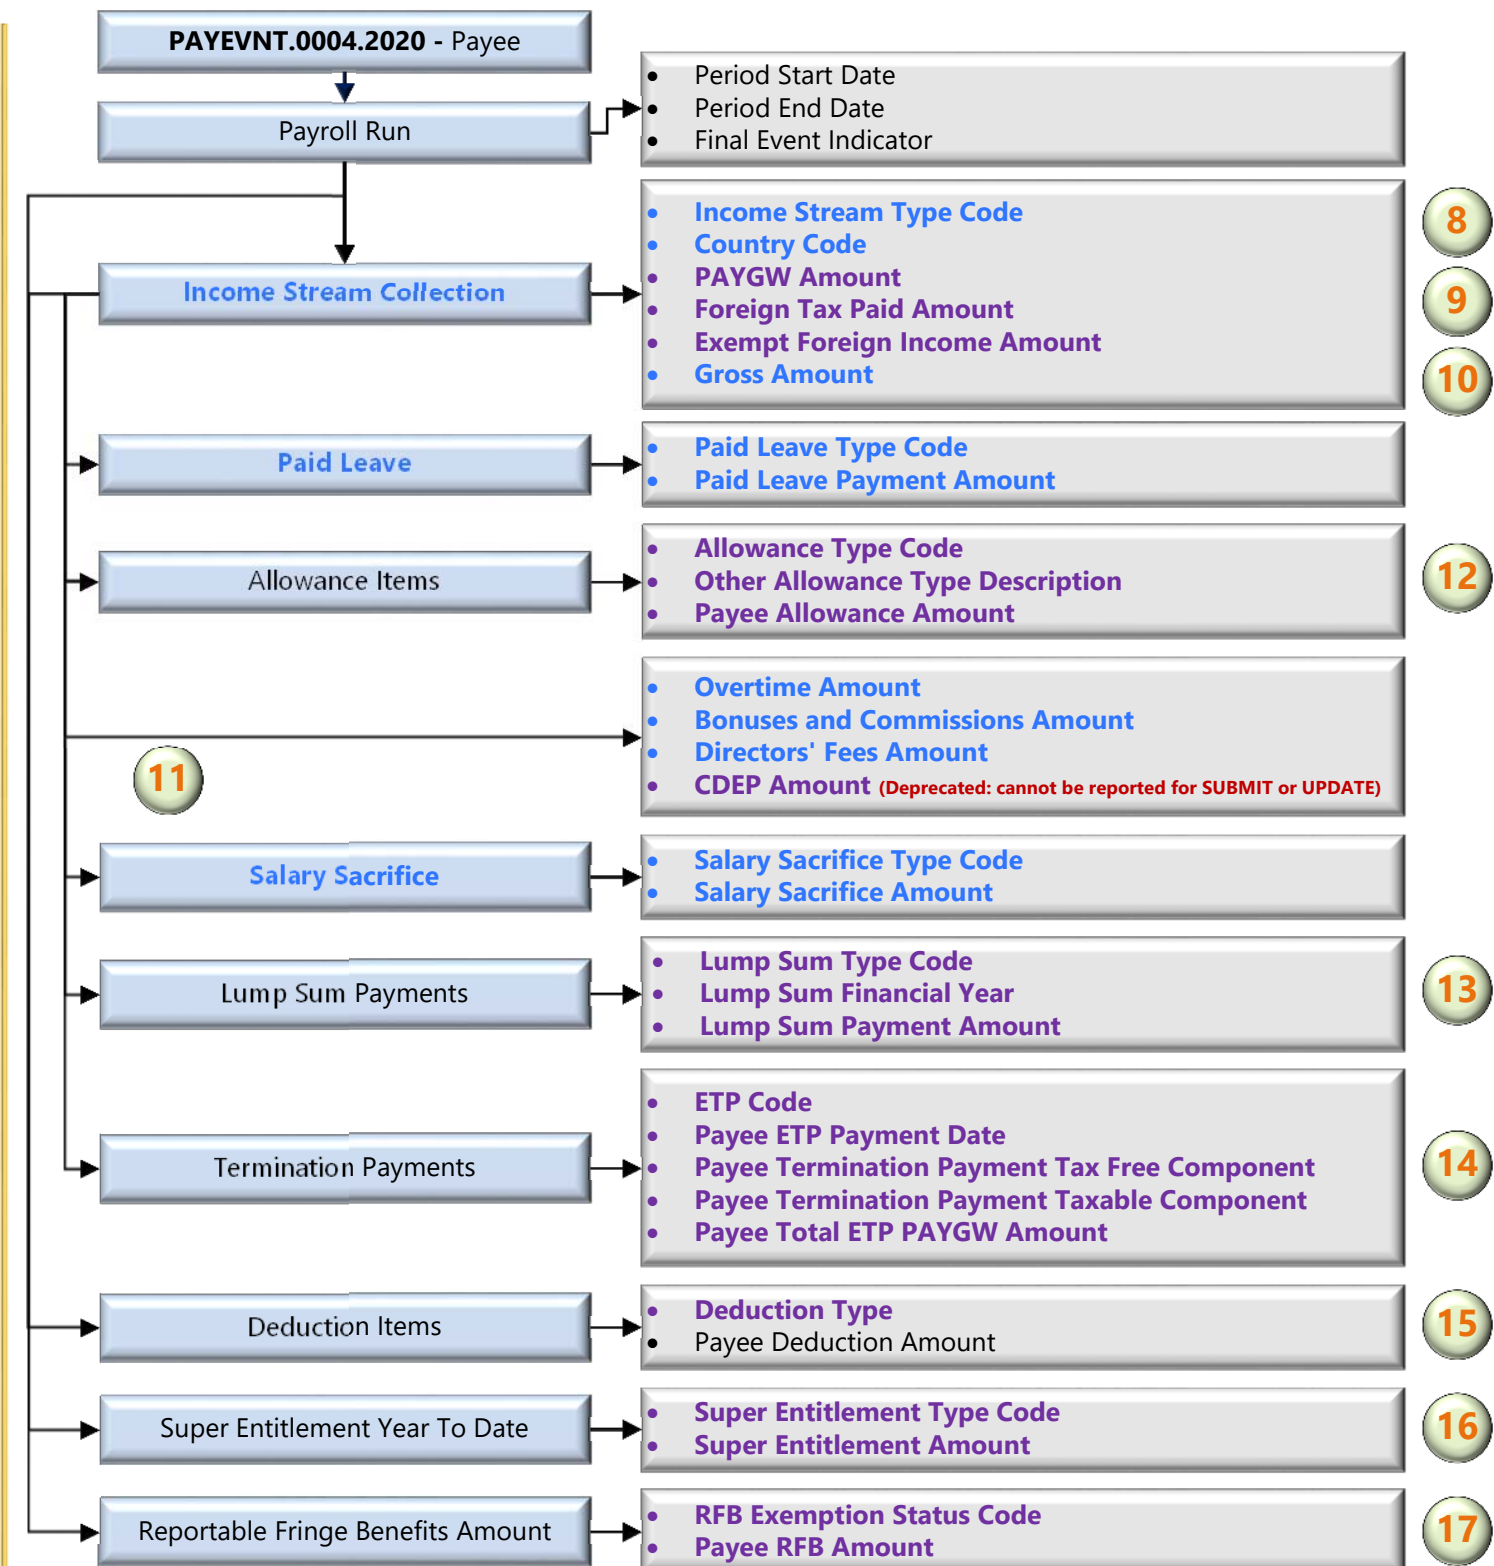 PAYEVNT.0004.2020 - Payee
Payroll Run
• Period Start Date
• Period End Date
• Final Event Indicator
Income Stream Collection
• Income Stream Type Code
• Country Code
• PAYGW Amount
• Foreign Tax Paid Amount
• Exempt Foreign Income Amount
• Gross Amount
8
9
10
Paid Leave
• Paid Leave Type Code
• Paid Leave Payment Amount
Allowance Items
• Allowance Type Code
• Other Allowance Type Description
• Payee Allowance Amount
12
• Overtime Amount
• Bonuses and Commissions Amount
• Directors' Fees Amount
• CDEP Amount (Deprecated: cannot be reported for SUBMIT or UPDATE)
11
Salary Sacrifice
• Salary Sacrifice Type Code
• Salary Sacrifice Amount
Lump Sum Payments
• Lump Sum Type Code
• Lump Sum Financial Year
• Lump Sum Payment Amount
13
Termination Payments
• ETP Code
• Payee ETP Payment Date
• Payee Termination Payment Tax Free Component
• Payee Termination Payment Taxable Component
• Payee Total ETP PAYGW Amount
14
Deduction Items
• Deduction Type
• Payee Deduction Amount
15
Super Entitlement Year To Date
• Super Entitlement Type Code
• Super Entitlement Amount
16
Reportable Fringe Benefits Amount
• RFB Exemption Status Code
• Payee RFB Amount
17